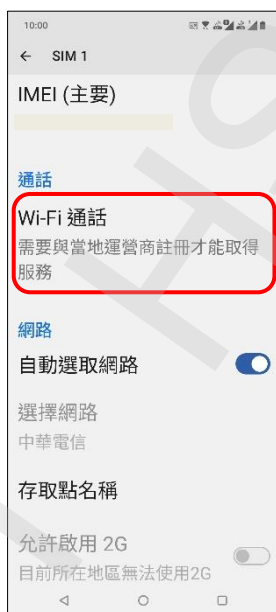 10:00
SIM 1
IMEI (主要)
通話
Wi-Fi 通話
需要與當地運營商註冊才能取得
服務
網路
自動選取網路
選擇網路
中華電信
存取點名稱
允許啟用 2G
目前所在地區無法使用2G